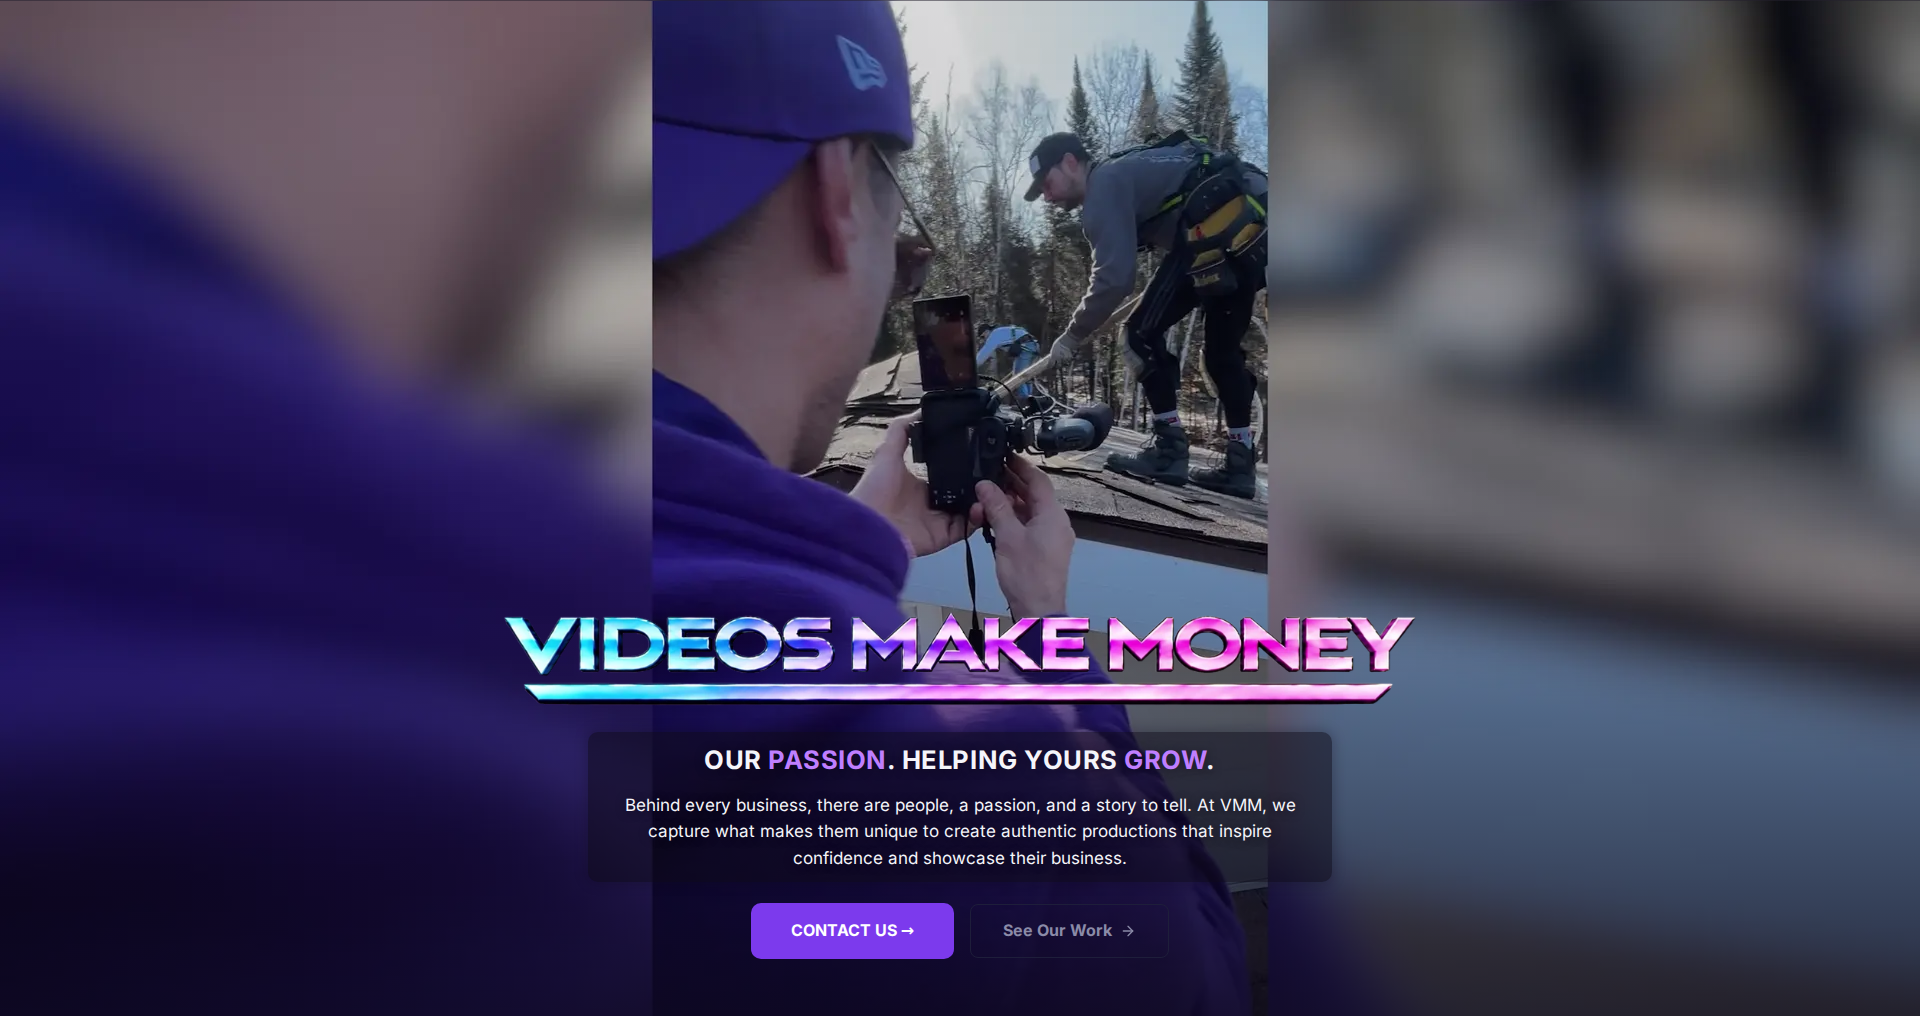 VIDEOS MAKE MONEY
OUR PASSION. HELPING YOURS GROW.
Behind every business, there are people, a passion, and a story to tell. At VMM, we
capture what makes them unique to create authentic productions that inspire
confidence and showcase their business.
CONTACT US →
See Our Work →